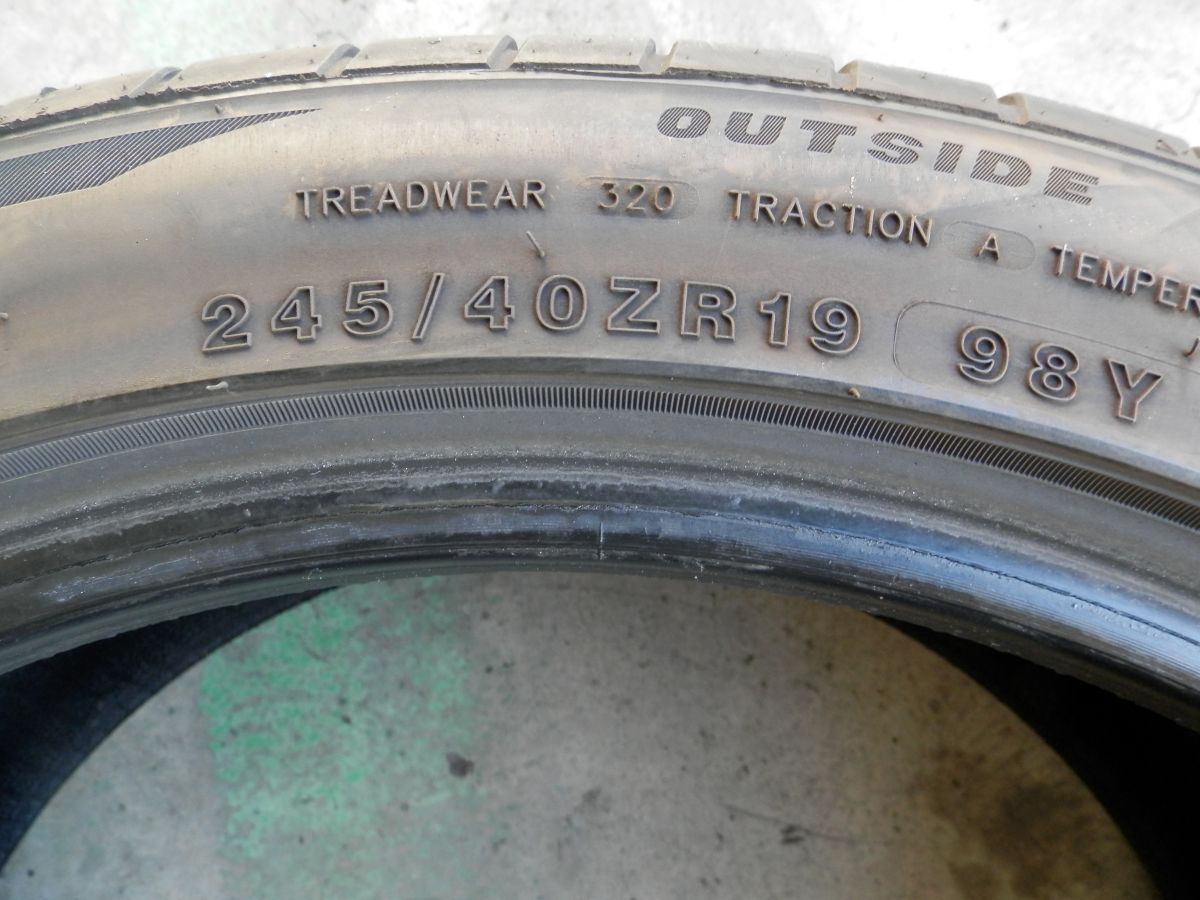 OUTSIDE
TREADWEAR 320 TRACTION A TEMPER
245/40ZR19 98Y